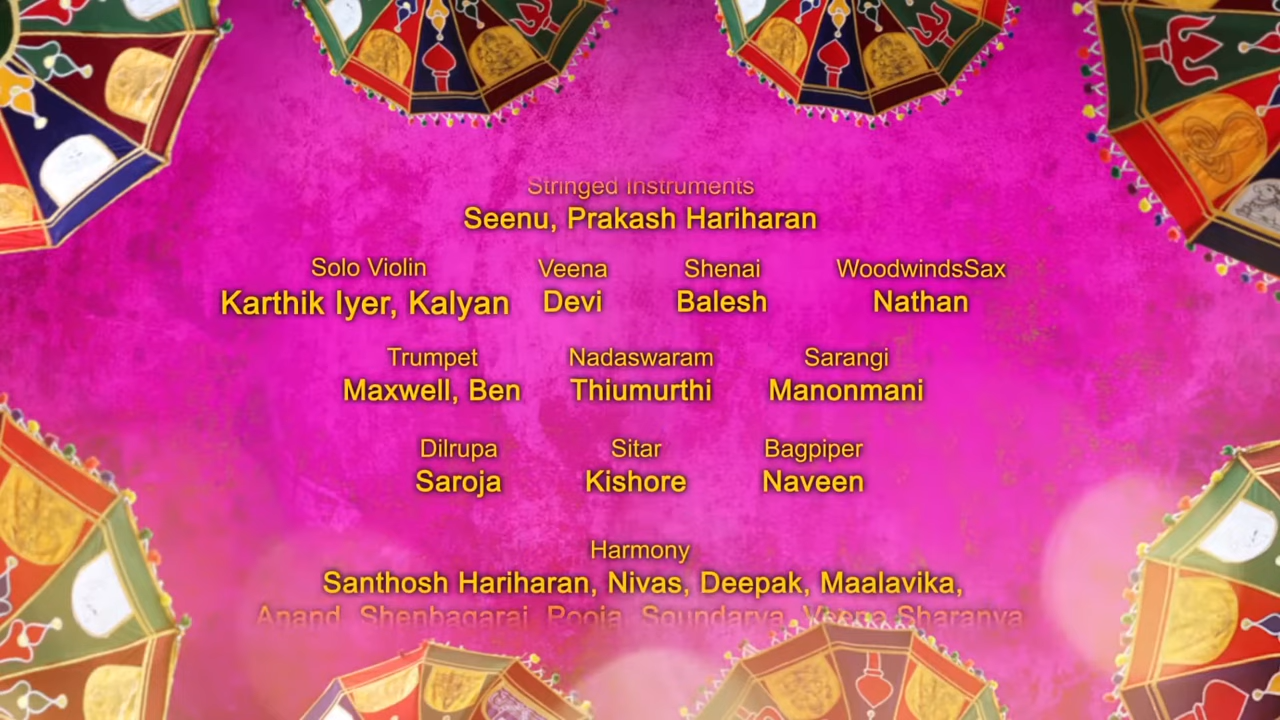 Stringed Instruments
Seenu, Prakash Hariharan
Solo Violin Veena Shenai WoodwindsSax
Karthik Iyer, Kalyan Devi Balesh Nathan
Trumpet Nadaswaram Sarangi
Maxwell, Ben Thiumurthi Manonmani
Dilrupa Sitar Bagpiper
Saroja Kishore Naveen
Harmony
Santhosh Hariharan, Nivas, Deepak, Maalavika,
Anand, Shenbagaraj, Pooja, Soundarya, Veena Sharanya